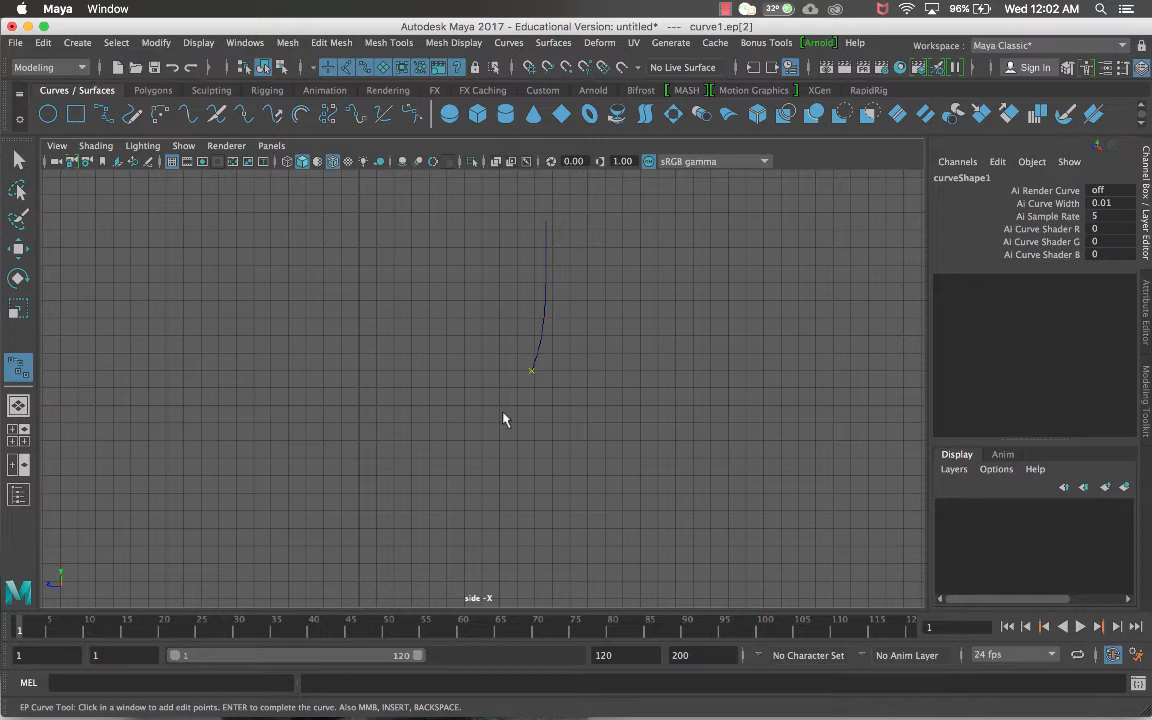 Maya Window 32° 96% Wed 12:02 AM
Autodesk Maya 2017 - Educational Version: untitled* --- curve1.ep[2]
File Edit Create Select Modify Display Windows Mesh Edit Mesh Mesh Tools Mesh Display Curves Surfaces Deform UV Generate Cache Bonus Tools [Arnold] Help Workspace : Maya Classic*
Modeling No Live Surface Sign In
Curves / Surfaces Polygons Sculpting Rigging Animation Rendering FX FX Caching Custom Arnold Bifrost MASH Motion Graphics XGen RapidRig
View Shading Lighting Show Renderer Panels
0.00 1.00 sRGB gamma
Channels Edit Object Show
curveShape1
Ai Render Curve off
Ai Curve Width 0.01
Ai Sample Rate 5
Ai Curve Shader R 0
Ai Curve Shader G 0
Ai Curve Shader B 0
Channel Box / Layer Editor
Attribute Editor
Modeling Toolkit
Display Anim
Layers Options Help
y
z
side -X
5 10 15 20 25 30 35 40 45 50 55 60 65 70 75 80 85 90 95 100 105 110 115 12
1 1
1 1 1 120 120 200 No Character Set No Anim Layer 24 fps
MEL
EP Curve Tool: Click in a window to add edit points. ENTER to complete the curve. Also MMB, INSERT, BACKSPACE.